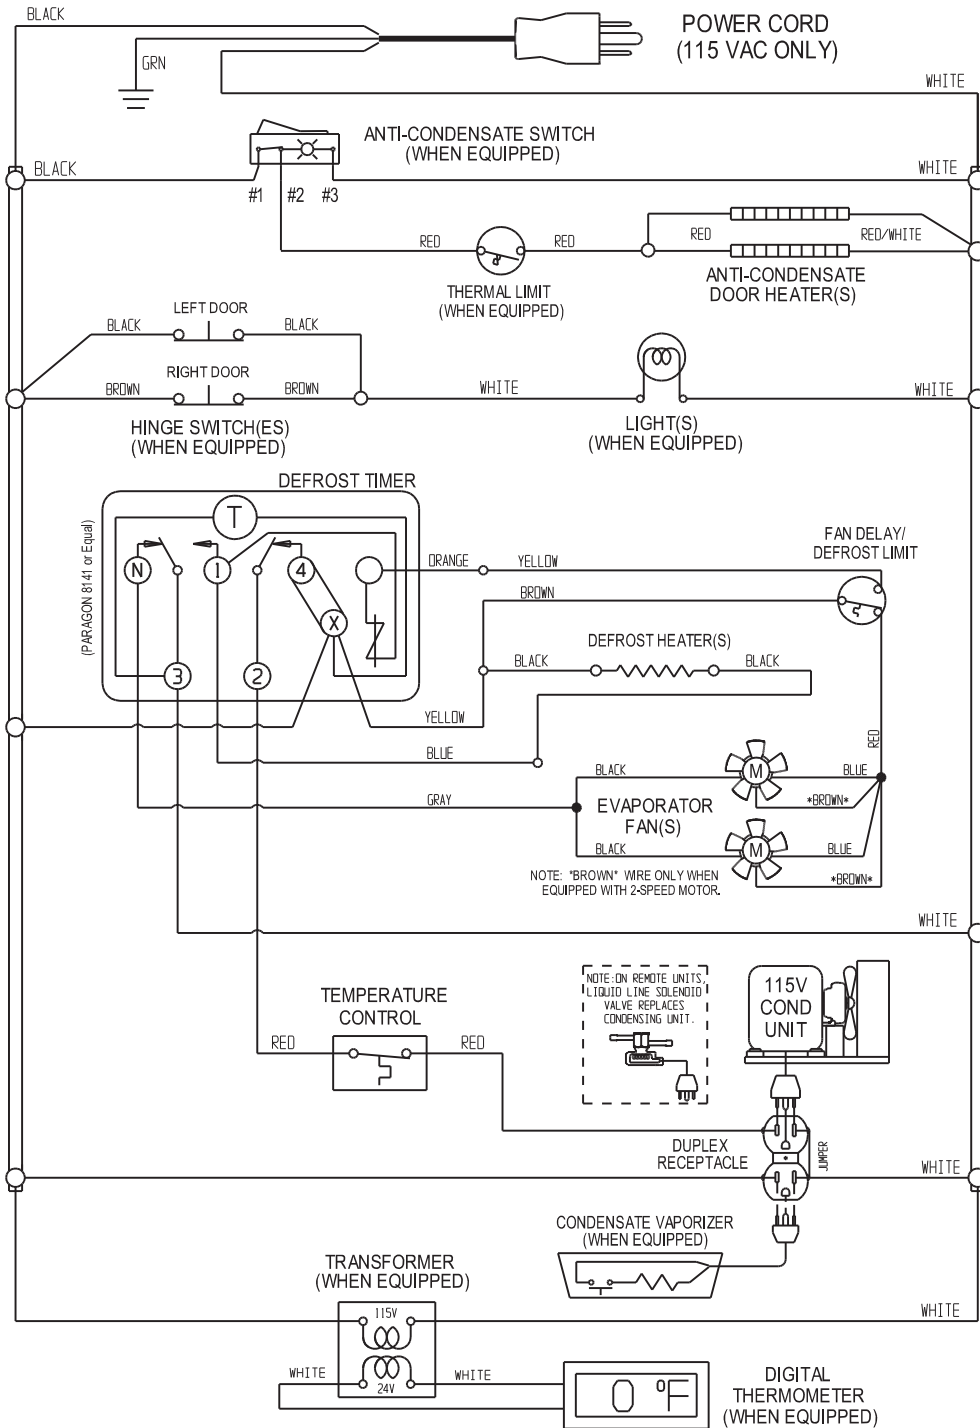 BLACK
POWER CORD
(115 VAC ONLY)
GRN
WHITE
ANTI-CONDENSATE SWITCH
(WHEN EQUIPPED)
BLACK
WHITE
#1 #2 #3
RED
RED
RED
RED/WHITE
THERMAL LIMIT
(WHEN EQUIPPED)
ANTI-CONDENSATE
DOOR HEATER(S)
LEFT DOOR
BLACK
BLACK
RIGHT DOOR
BROWN
BROWN
WHITE
WHITE
HINGE SWITCH(ES)
(WHEN EQUIPPED)
LIGHT(S)
(WHEN EQUIPPED)
DEFROST TIMER
(PARAGON 8141 or Equal)
T
N
1
4
X
3
2
ORANGE
YELLOW
FAN DELAY/
DEFROST LIMIT
BROWN
DEFROST HEATER(S)
BLACK
BLACK
YELLOW
BLUE
RED
BLACK
M
BLUE
*BROWN*
GRAY
EVAPORATOR
FAN(S)
BLACK
M
BLUE
*BROWN*
NOTE: "BROWN" WIRE ONLY WHEN
EQUIPPED WITH 2-SPEED MOTOR.
WHITE
NOTE:ON REMOTE UNITS,
LIQUID LINE SOLENOID
VALVE REPLACES
CONDENSING UNIT.
115V
COND
UNIT
TEMPERATURE
CONTROL
RED
RED
DUPLEX
RECEPTACLE
JUMPER
WHITE
CONDENSATE VAPORIZER
(WHEN EQUIPPED)
TRANSFORMER
(WHEN EQUIPPED)
115V
WHITE
WHITE
24V
WHITE
0 °F
DIGITAL
THERMOMETER
(WHEN EQUIPPED)